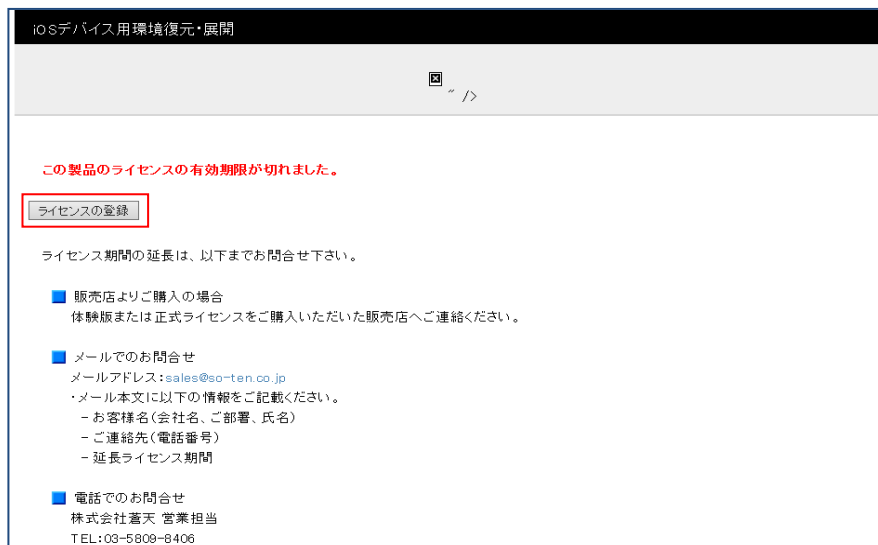 iOSデバイス用環境復元・展開
" />
この製品のライセンスの有効期限が切れました。
ライセンスの登録
ライセンス期間の延長は、以下までお問合せ下さい。
販売店よりご購入の場合
体験版または正式ライセンスをご購入いただいた販売店へご連絡ください。
メールでのお問合せ
メールアドレス：sales@so-ten.co.jp
・メール本文に以下の情報をご記載ください。
－お客様名(会社名、ご部署、氏名)
－ご連絡先(電話番号)
－延長ライセンス期間
電話でのお問合せ
株式会社蒼天 営業担当
TEL:03-5809-8406